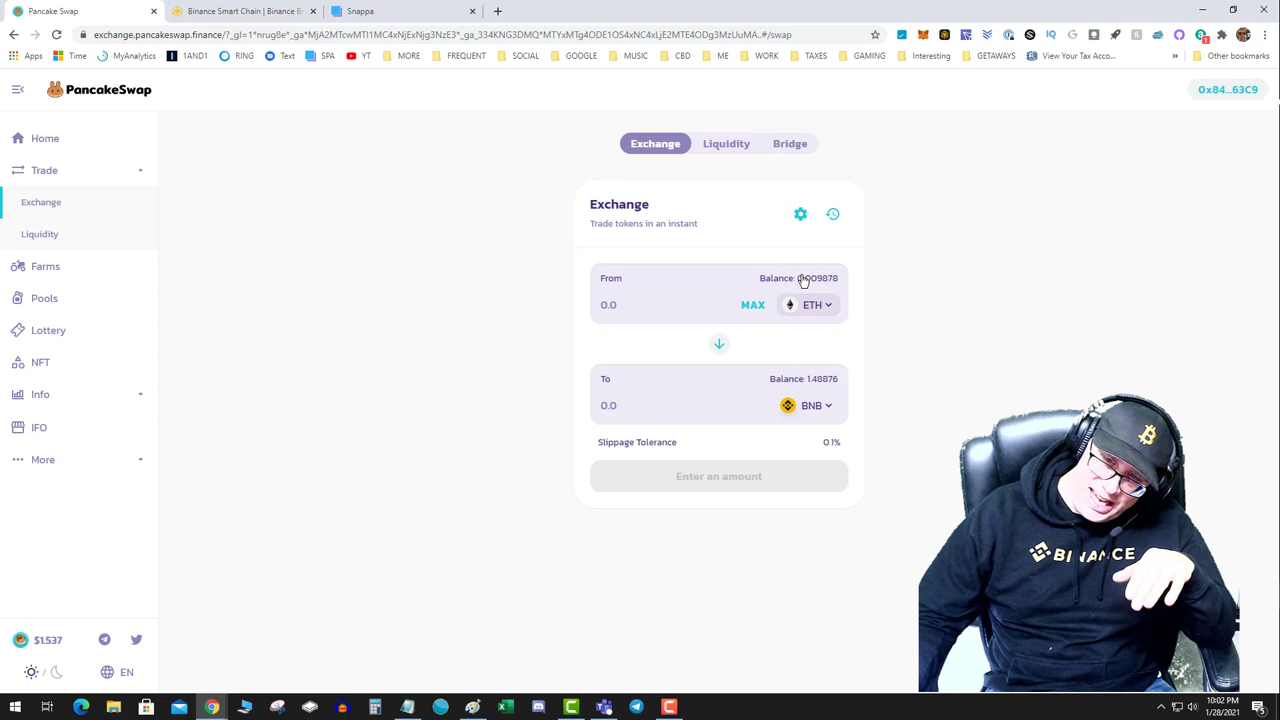 Pancake Swap
Binance Smart Chain | Binance B
Snappa
exchange.pancakeswap.finance/?_gl=1*nrug8e*_ga*MjA2MTcwMTI1MC4xNjExNjg3NzE3*_ga_334KNG3DMQ*MTYxMTg4ODE1OS4xNC4xLjE2MTE4ODg3MzUuMA..#/swap
Apps
Time
MyAnalytics
1AND1
RING
Text
SPA
YT
MORE
FREQUENT
SOCIAL
GOOGLE
MUSIC
CBD
ME
WORK
TAXES
GAMING
Interesting
GETAWAYS
View Your Tax Acco...
Other bookmarks
PancakeSwap
0x84...63C9
Home
Trade
Exchange
Liquidity
Farms
Pools
Lottery
NFT
Info
IFO
More
$1.537
EN
Exchange
Liquidity
Bridge
Exchange
Trade tokens in an instant
From
Balance:
0.0
MAX
ETH
To
Balance: 1.48876
0.0
BNB
Slippage Tolerance
0.1%
Enter an amount
BINANCE
10:02 PM
1/28/2021